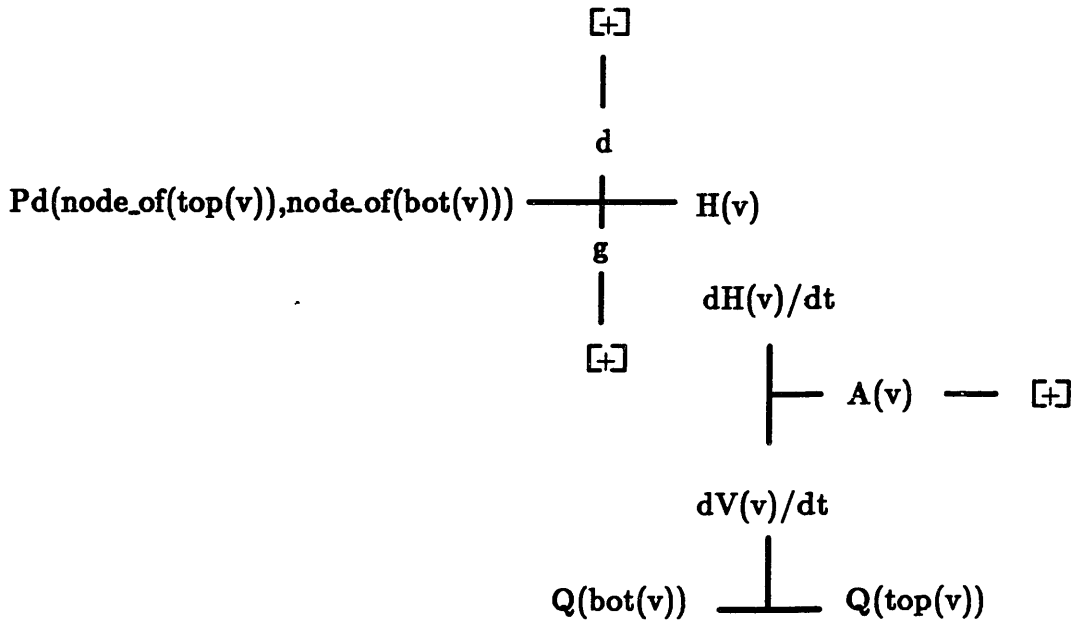 [+]
d
Pd(node_of(top(v)),node_of(bot(v))) H(v)
g
dH(v)/dt
[+]
A(v) [+]
dV(v)/dt
Q(bot(v)) Q(top(v))